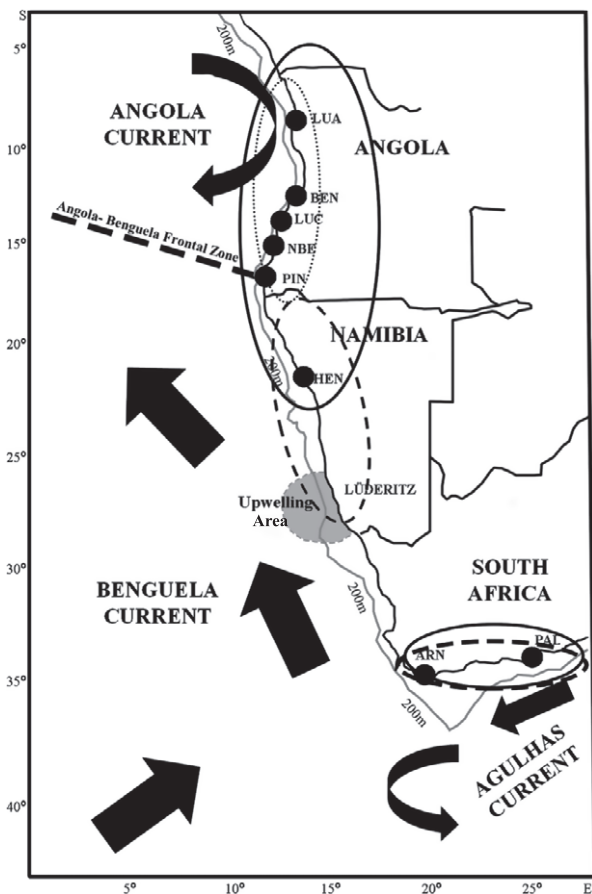 S
200m
5°
ANGOLA
CURRENT
LUA
10°
ANGOLA
BEN
LUC
Angola- Benguela Frontal Zone
15°
NBE
PIN
NAMIBIA
20°
200m
HEN
25°
LÜDERITZ
Upwelling
Area
SOUTH
AFRICA
30°
BENGUELA
CURRENT
200m
PAL
ARN
35°
200m
AGULHAS
CURRENT
40°
5°
10°
15°
20°
25°
E